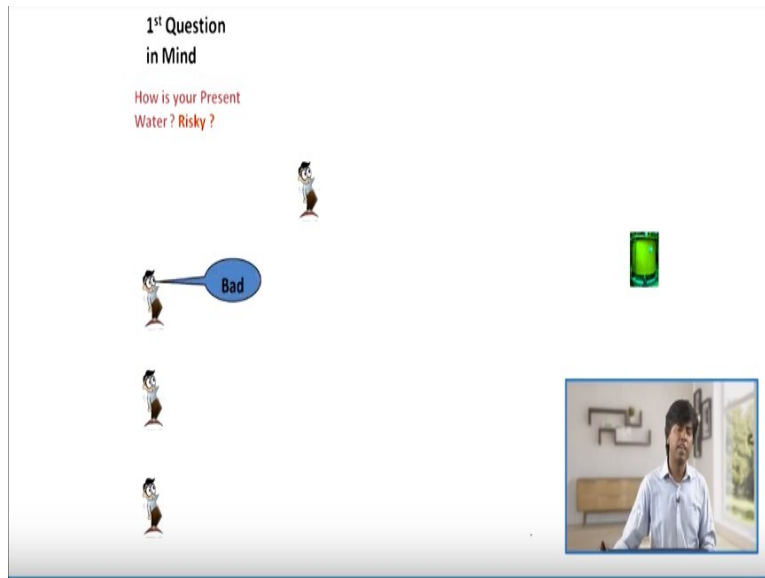 1st Question
in Mind
How is your Present
Water ? Risky ?
Bad